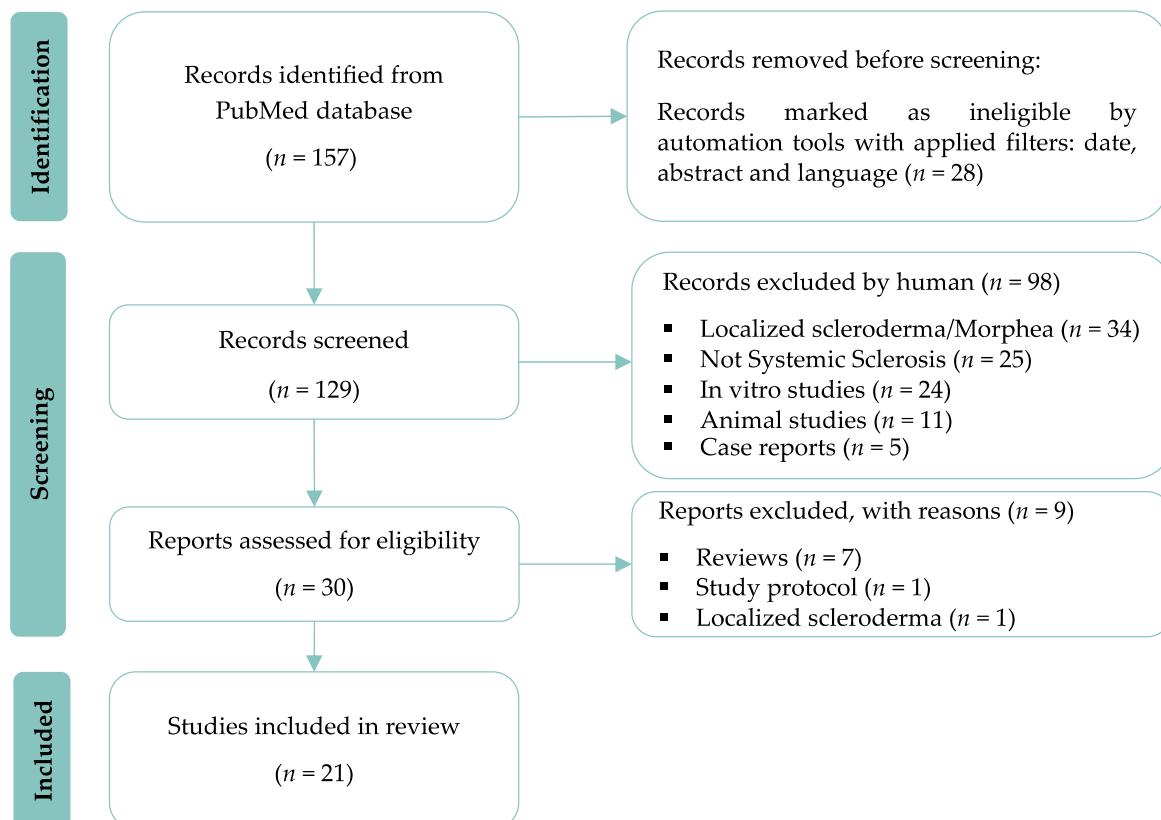 Identification
Records identified from
PubMed database
(n = 157)
Records removed before screening:
Records marked as ineligible by
automation tools with applied filters: date,
abstract and language (n = 28)
Screening
Records screened
(n = 129)
Records excluded by human (n = 98)
▪ Localized scleroderma/Morphea (n = 34)
▪ Not Systemic Sclerosis (n = 25)
▪ In vitro studies (n = 24)
▪ Animal studies (n = 11)
▪ Case reports (n = 5)
Reports assessed for eligibility
(n = 30)
Reports excluded, with reasons (n = 9)
▪ Reviews (n = 7)
▪ Study protocol (n = 1)
▪ Localized scleroderma (n = 1)
Included
Studies included in review
(n = 21)